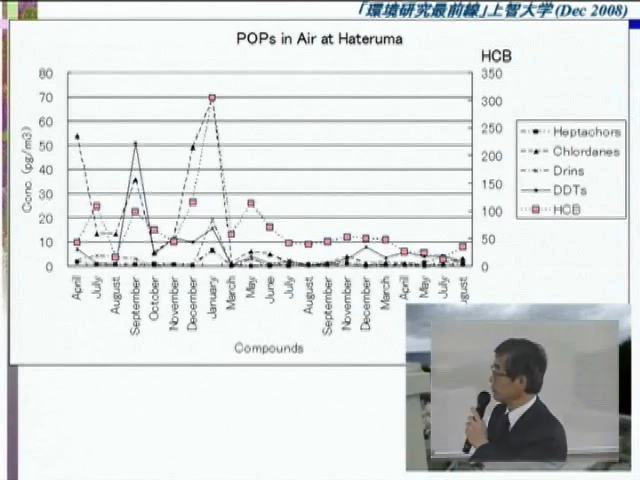 「環境研究最前線」上智大学 (Dec 2008)
POPs in Air at Hateruma
HCB
80
70
60
50
40
30
20
10
0
Conc (pg/m3)
350
300
250
200
150
100
50
0
Heptachors
Chlordanes
Drins
DDTs
HCB
April
July
August
September
October
November
December
January
March
May
June
July
August
September
November
December
March
April
May
July
August
Compounds